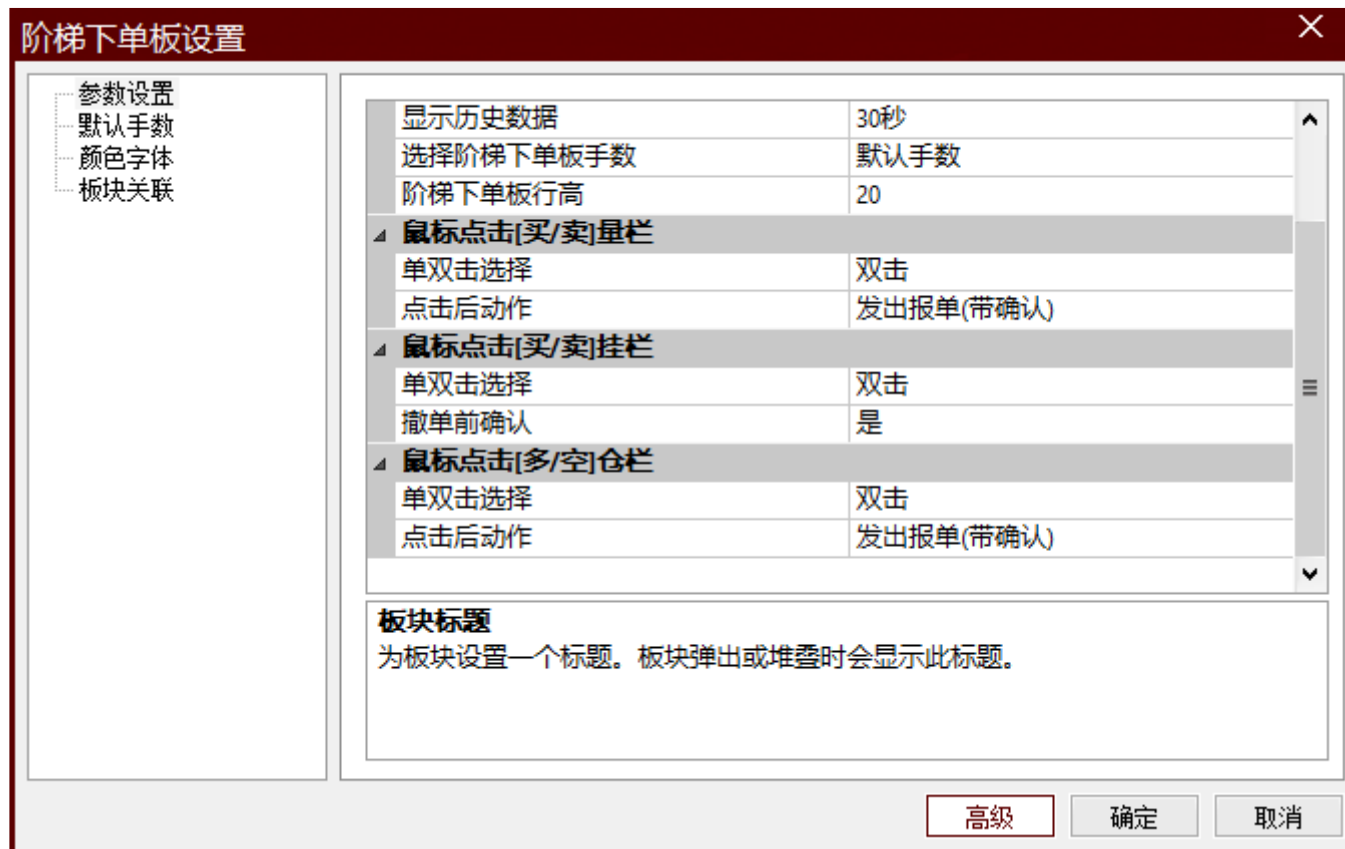 阶梯下单板设置
参数设置
默认手数
颜色字体
板块关联
显示历史数据 30秒
选择阶梯下单板手数 默认手数
阶梯下单板行高 20
鼠标点击[买/卖]量栏
单双击选择 双击
点击后动作 发出报单(带确认)
鼠标点击[买/卖]挂栏
单双击选择 双击
撤单前确认 是
鼠标点击[多/空]仓栏
单双击选择 双击
点击后动作 发出报单(带确认)
板块标题
为板块设置一个标题。板块弹出或堆叠时会显示此标题。
高级 确定 取消